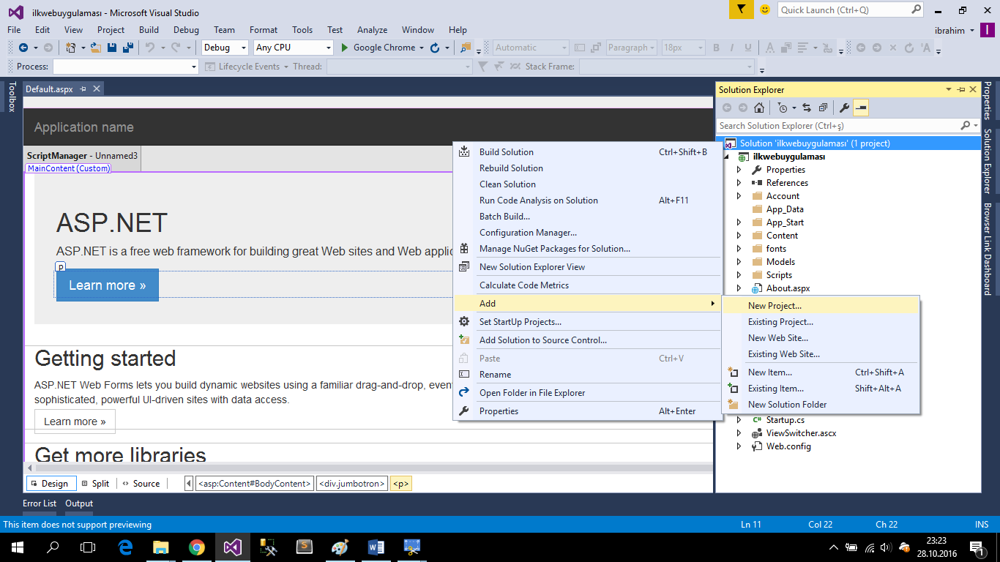 ilkwebuygulaması - Microsoft Visual Studio
Quick Launch (Ctrl+Q)
File Edit View Project Build Debug Team Format Tools Test Analyze Window Help
ibrahim I
Debug Any CPU Google Chrome Automatic Paragraph 18px B I U A
Process: Lifecycle Events Thread: Stack Frame:
Toolbox
Default.aspx
Application name
ScriptManager - Unnamed3
MainContent (Custom)
ASP.NET
ASP.NET is a free web framework for building great Web sites and Web applic
p
Learn more »
Getting started
ASP.NET Web Forms lets you build dynamic websites using a familiar drag-and-drop, even
sophisticated, powerful UI-driven sites with data access.
Learn more »
Get more libraries
Design Split Source <asp:Content#BodyContent> <div.jumbotron> <p>
Build Solution Ctrl+Shift+B
Rebuild Solution
Clean Solution
Run Code Analysis on Solution Alt+F11
Batch Build...
Configuration Manager...
Manage NuGet Packages for Solution...
New Solution Explorer View
Calculate Code Metrics
Add
Set StartUp Projects...
Add Solution to Source Control...
Paste Ctrl+V
Rename
Open Folder in File Explorer
Properties Alt+Enter
New Project...
Existing Project...
New Web Site...
Existing Web Site...
New Item... Ctrl+Shift+A
Existing Item... Shift+Alt+A
New Solution Folder
Solution Explorer
Search Solution Explorer (Ctrl+ş)
Solution 'ilkwebuygulaması' (1 project)
ilkwebuygulaması
Properties
References
Account
App_Data
App_Start
Content
fonts
Models
Scripts
About.aspx
C# Startup.cs
ViewSwitcher.ascx
Web.config
Properties
Solution Explorer
Browser Link Dashboard
Error List Output
This item does not support previewing Ln 11 Col 22 Ch 22 INS
S
23:23
28.10.2016
1